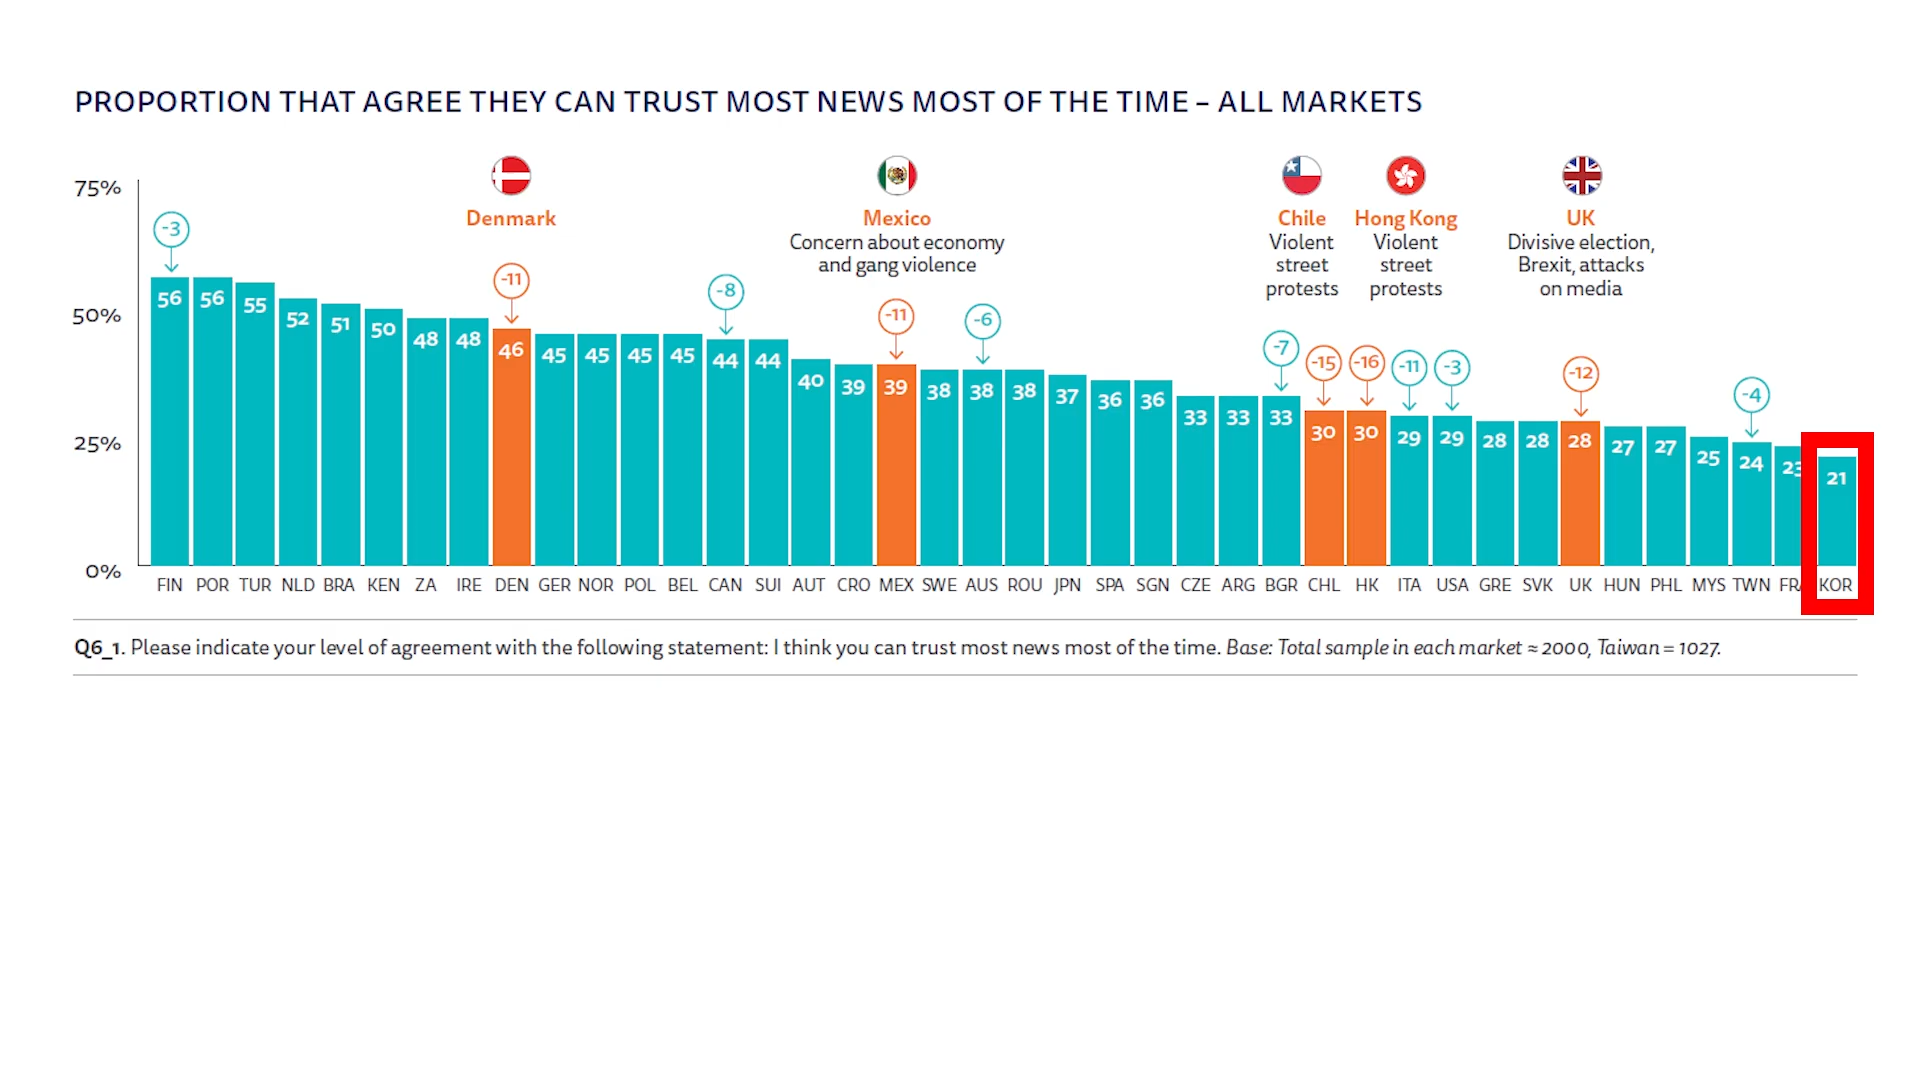 PROPORTION THAT AGREE THEY CAN TRUST MOST NEWS MOST OF THE TIME – ALL MARKETS
75%
50%
25%
0%
Denmark
Mexico
Concern about economy
and gang violence
Chile
Violent
street
protests
Hong Kong
Violent
street
protests
UK
Divisive election,
Brexit, attacks
on media
-3
-11
-8
-11
-6
-7
-15
-16
-11
-3
-12
-4
56 56 55 52 51 50 48 48 46 45 45 45 45 44 44 40 39 39 38 38 38 37 36 36 33 33 33 30 30 29 29 28 28 28 27 27 25 24 23 21
FIN POR TUR NLD BRA KEN ZA IRE DEN GER NOR POL BEL CAN SUI AUT CRO MEX SWE AUS ROU JPN SPA SGN CZE ARG BGR CHL HK ITA USA GRE SVK UK HUN PHL MYS TWN FRA KOR
Q6_1. Please indicate your level of agreement with the following statement: I think you can trust most news most of the time. Base: Total sample in each market ≈ 2000, Taiwan = 1027.